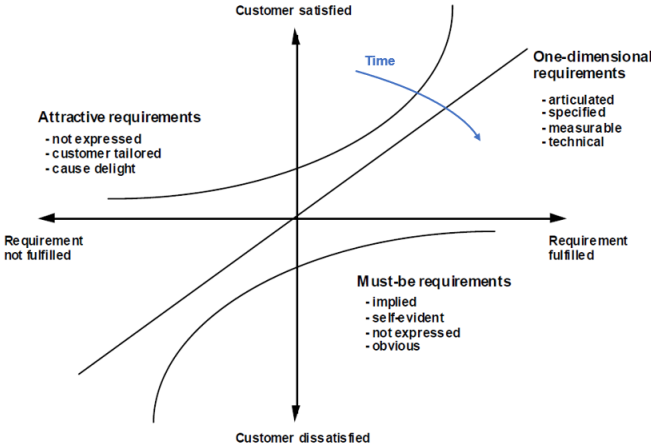 Customer satisfied
Time
One-dimensional
requirements
- articulated
- specified
- measurable
- technical
Attractive requirements
- not expressed
- customer tailored
- cause delight
Requirement
not fulfilled
Requirement
fulfilled
Must-be requirements
- implied
- self-evident
- not expressed
- obvious
Customer dissatisfied